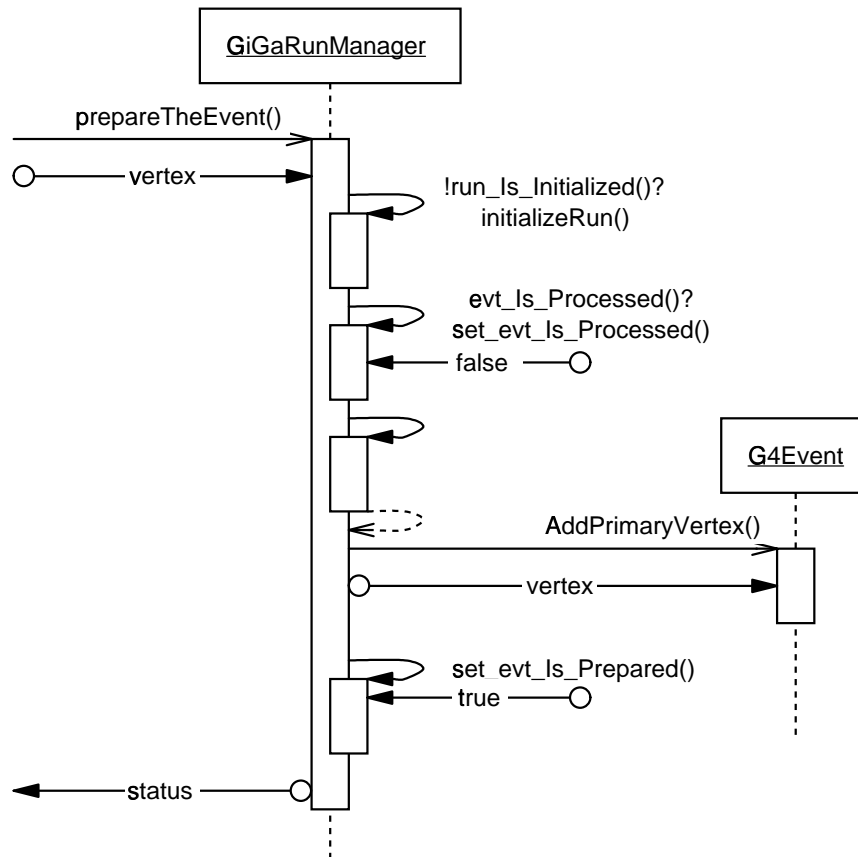 GiGaRunManager
prepareTheEvent()
vertex
!run_Is_Initialized()?
initializeRun()
evt_Is_Processed()?
set_evt_Is_Processed()
false
G4Event
AddPrimaryVertex()
vertex
set_evt_Is_Prepared()
true
status